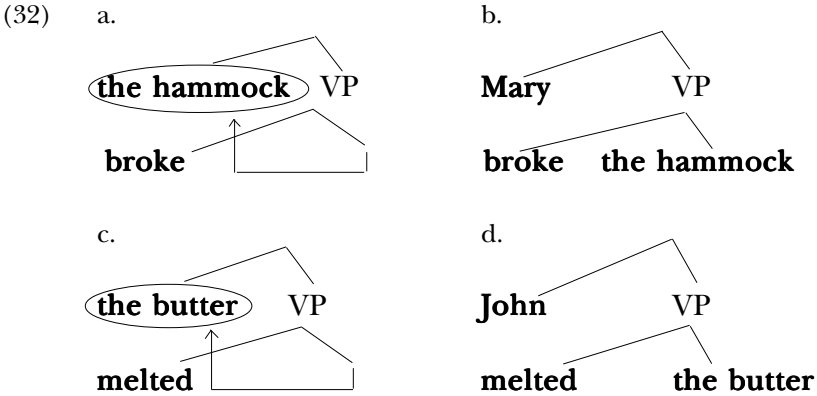 (32) a. b.
the hammock VP Mary VP
broke broke the hammock
c. d.
the butter VP John VP
melted melted the butter